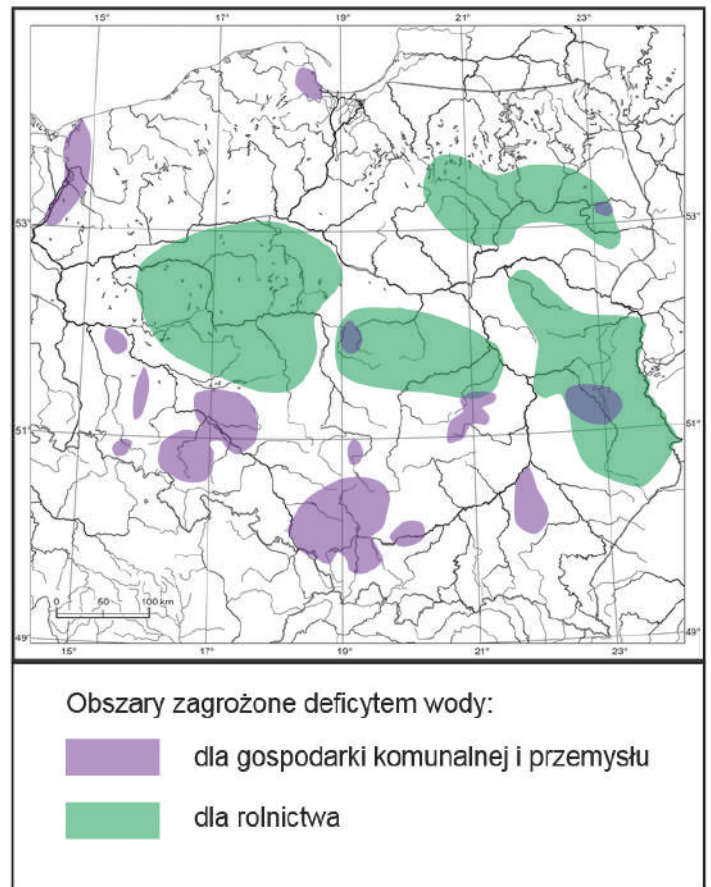 15° 17° 19° 21° 23°
53° 53°
51° 51°
0 50 100 km
49° 49°
15° 17° 19° 21° 23°
Obszary zagrożone deficytem wody:
dla gospodarki komunalnej i przemysłu
dla rolnictwa